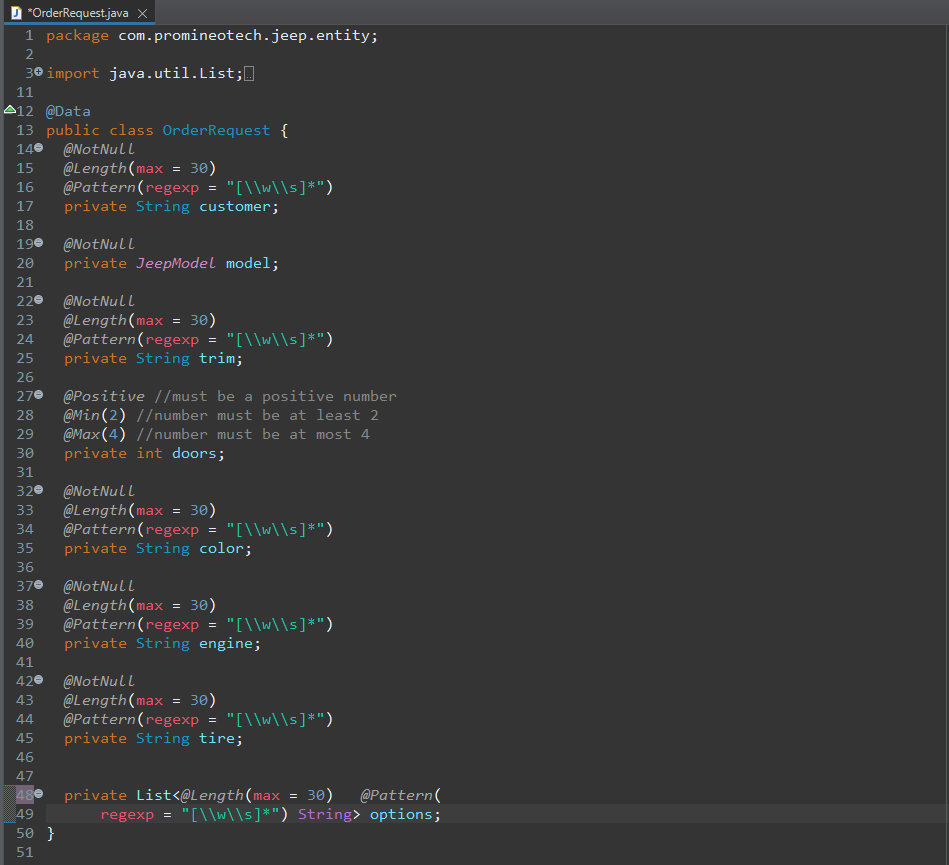 *OrderRequest.java
1 package com.promineotech.jeep.entity;
2
3 import java.util.List;
11
12 @Data
13 public class OrderRequest {
14 @NotNull
15 @Length(max = 30)
16 @Pattern(regexp = "[\\w\\s]*")
17 private String customer;
18
19 @NotNull
20 private JeepModel model;
21
22 @NotNull
23 @Length(max = 30)
24 @Pattern(regexp = "[\\w\\s]*")
25 private String trim;
26
27 @Positive //must be a positive number
28 @Min(2) //number must be at least 2
29 @Max(4) //number must be at most 4
30 private int doors;
31
32 @NotNull
33 @Length(max = 30)
34 @Pattern(regexp = "[\\w\\s]*")
35 private String color;
36
37 @NotNull
38 @Length(max = 30)
39 @Pattern(regexp = "[\\w\\s]*")
40 private String engine;
41
42 @NotNull
43 @Length(max = 30)
44 @Pattern(regexp = "[\\w\\s]*")
45 private String tire;
46
47
48 private List<@Length(max = 30)   @Pattern(
49 regexp = "[\\w\\s]*") String> options;
50 }
51